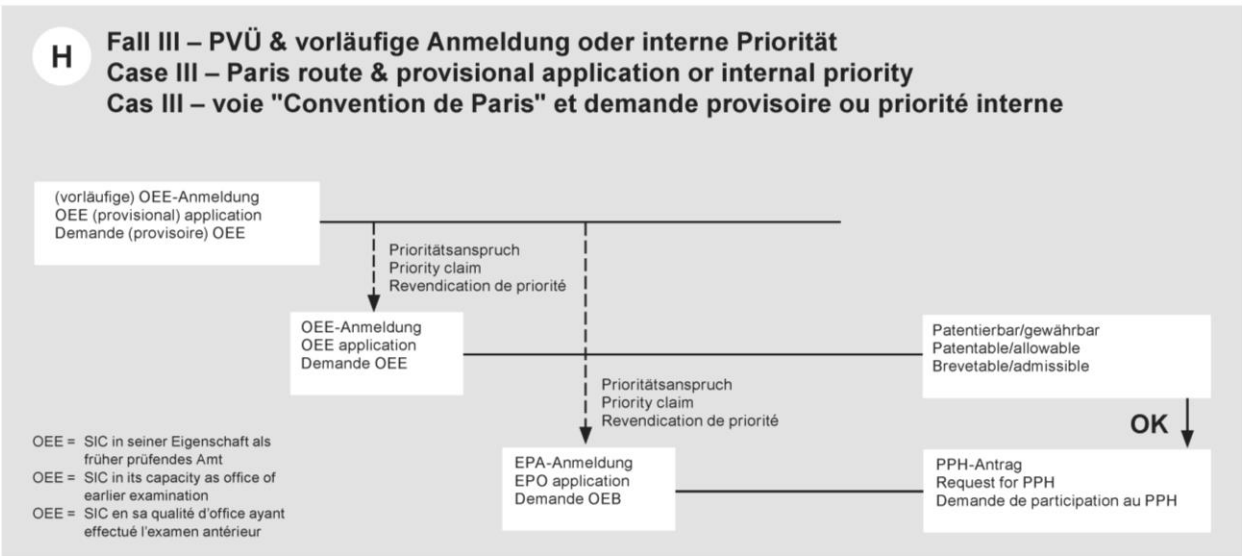 H
Fall III – PVÜ & vorläufige Anmeldung oder interne Priorität
Case III – Paris route & provisional application or internal priority
Cas III – voie "Convention de Paris" et demande provisoire ou priorité interne
(vorläufige) OEE-Anmeldung
OEE (provisional) application
Demande (provisoire) OEE
Prioritätsanspruch
Priority claim
Revendication de priorité
OEE-Anmeldung
OEE application
Demande OEE
Patentierbar/gewährbar
Patentable/allowable
Brevetable/admissible
Prioritätsanspruch
Priority claim
Revendication de priorité
OK
OEE = SIC in seiner Eigenschaft als
früher prüfendes Amt
OEE = SIC in its capacity as office of
earlier examination
OEE = SIC en sa qualité d'office ayant
effectué l'examen antérieur
EPA-Anmeldung
EPO application
Demande OEB
PPH-Antrag
Request for PPH
Demande de participation au PPH